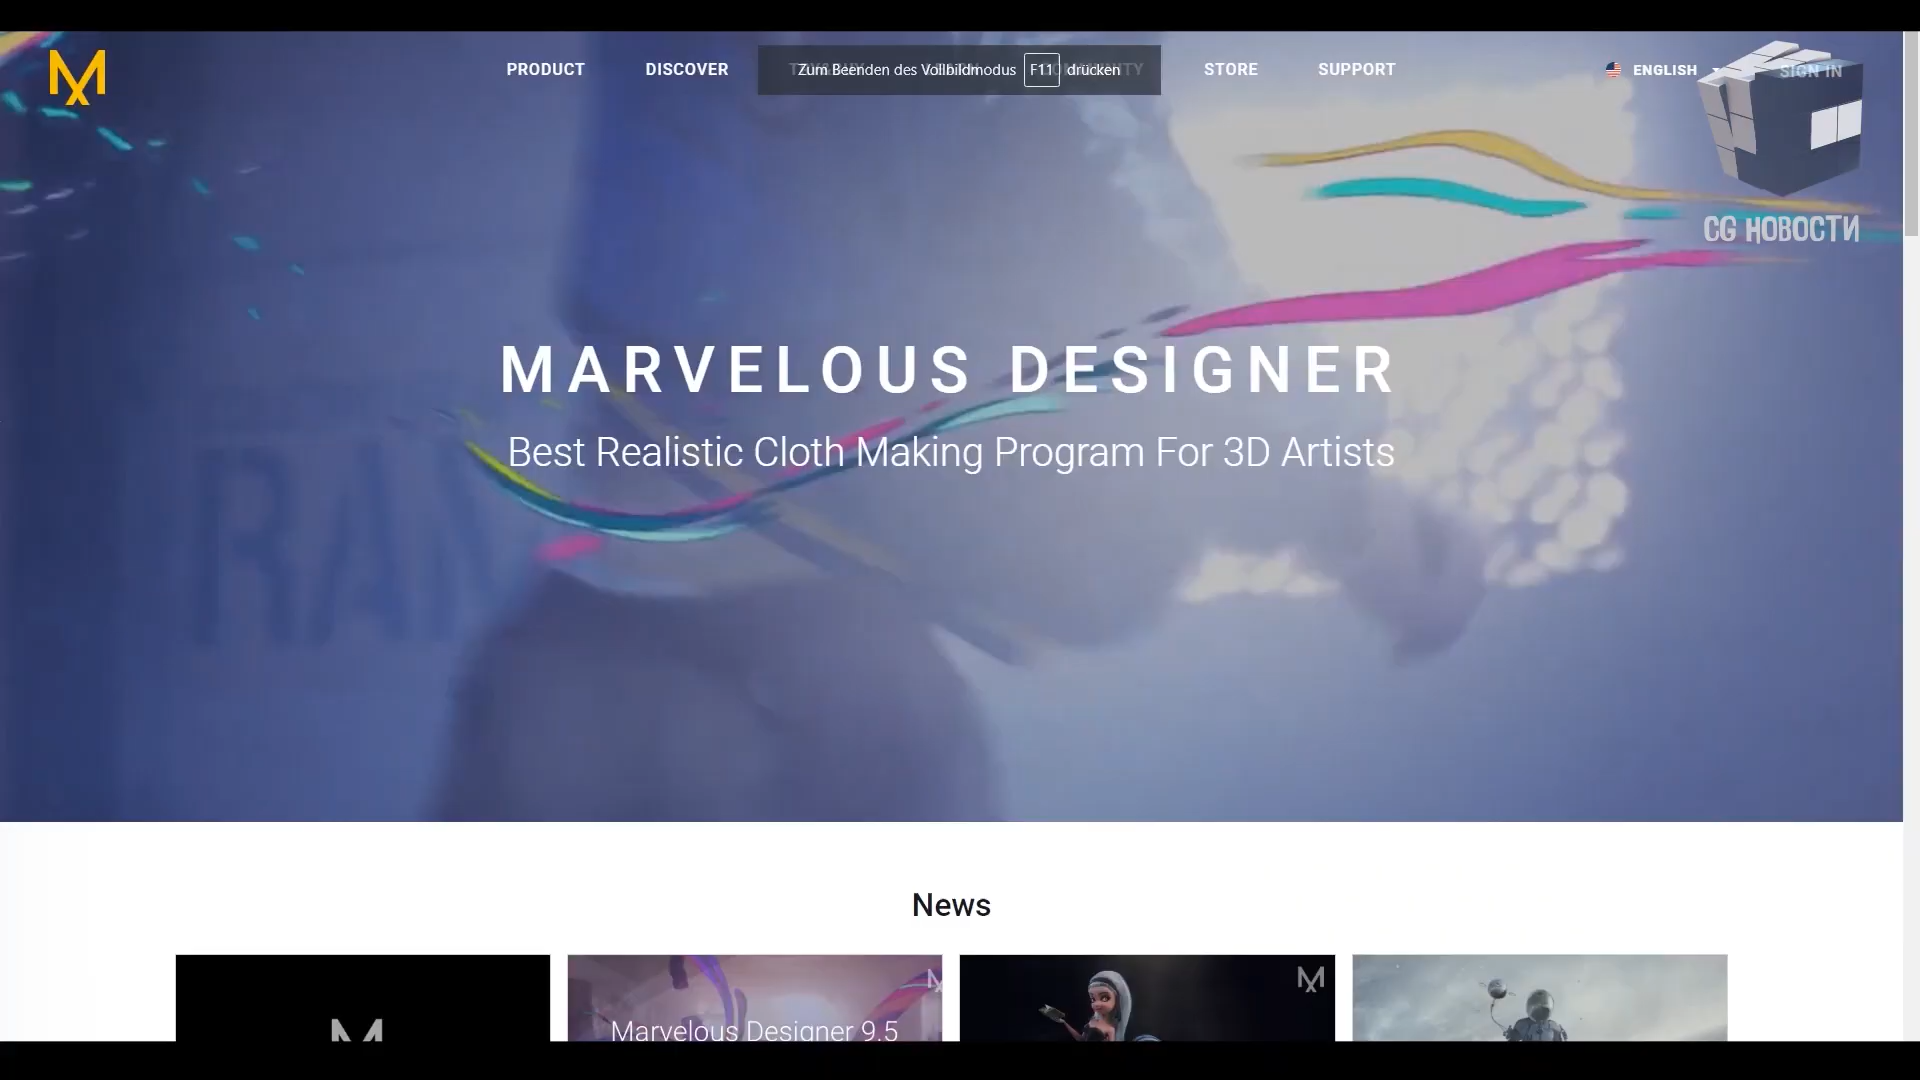 PRODUCT
DISCOVER
Zum Beenden des Vollbildmodus F11 drücken
STORE
SUPPORT
ENGLISH
SIGN IN
CG НОВОСТИ
MARVELOUS DESIGNER
Best Realistic Cloth Making Program For 3D Artists
News
Marvelous Designer 9.5